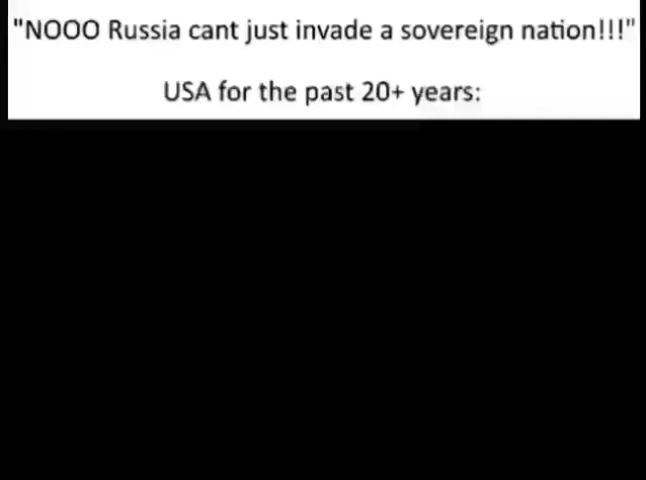 "NOOO Russia cant just invade a sovereign nation!!!"
USA for the past 20+ years: